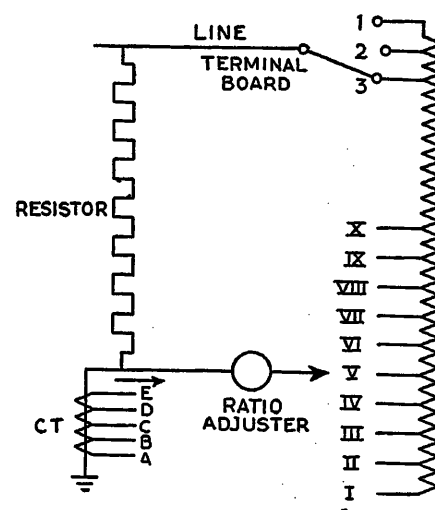 1
LINE
2
TERMINAL
BOARD
3
RESISTOR
X
IX
VIII
VII
VI
V
IV
III
II
I
RATIO
ADJUSTER
CT
E
D
C
B
A